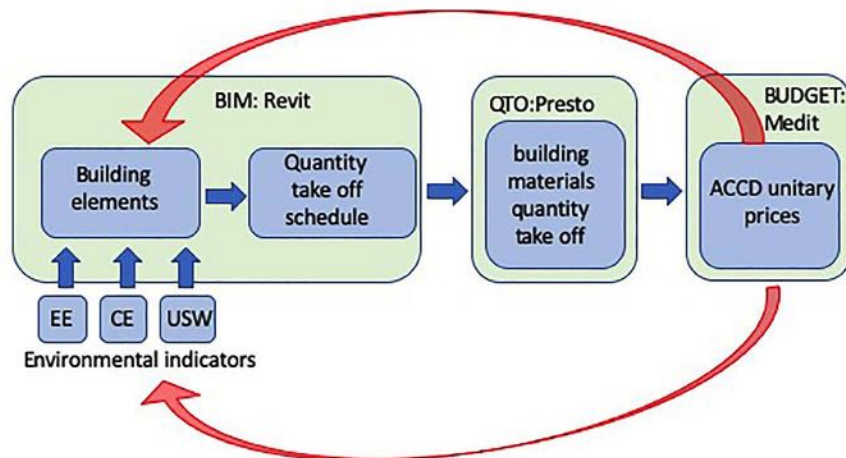 BIM: Revit
Building
elements
Quantity
take off
schedule
QTO:Presto
building
materials
quantity
take off
BUDGET:
Medit
ACCD unitary
prices
EE
CE
USW
Environmental indicators